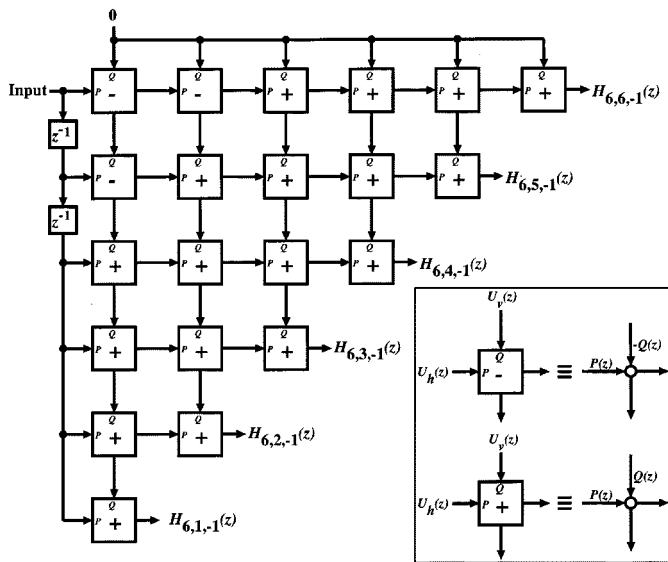 0
Q Q Q Q Q Q
Input P - P - P + P + P + P + H6,6,-1(z)
z-1
Q Q Q Q Q
P - P + P + P + P + H6,5,-1(z)
z-1
Q Q Q Q
P + P + P + P + H6,4,-1(z)
Q Q Q
P + P + P + H6,3,-1(z)
Q Q
P + P + H6,2,-1(z)
Q
P + H6,1,-1(z)
Uv(z)
Q -Q(z)
Uh(z) P - ≡ P(z)
Uv(z)
Q Q(z)
Uh(z) P + ≡ P(z)